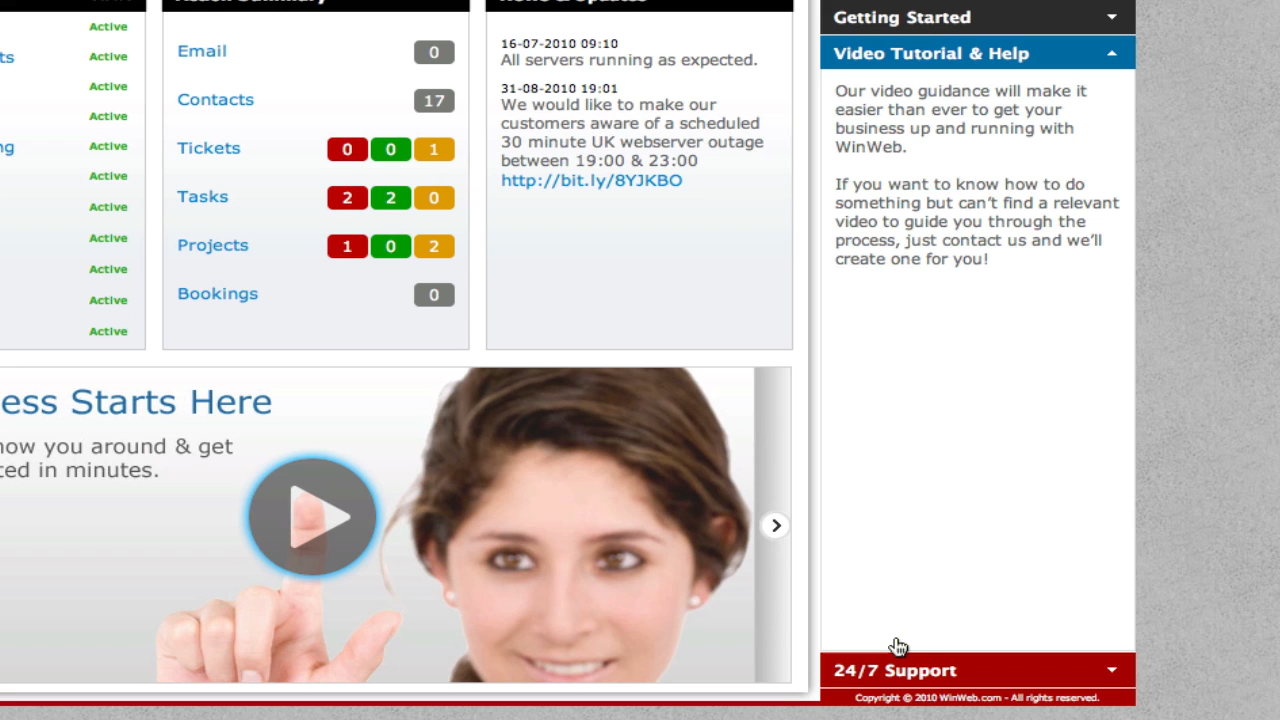 Active
Active
Active
Active
Active
Active
Active
Active
Active
Active
Active
ts
ng
Email 0
Contacts 17
Tickets 0 0 1
Tasks 2 2 0
Projects 1 0 2
Bookings 0
16-07-2010 09:10
All servers running as expected.
31-08-2010 19:01
We would like to make our
customers aware of a scheduled
30 minute UK webserver outage
between 19:00 & 23:00
http://bit.ly/8YJKBO
ess Starts Here
now you around & get
ted in minutes.
Getting Started
Video Tutorial & Help
Our video guidance will make it
easier than ever to get your
business up and running with
WinWeb.
If you want to know how to do
something but can’t find a relevant
video to guide you through the
process, just contact us and we’ll
create one for you!
24/7 Support
Copyright © 2010 WinWeb.com - All rights reserved.